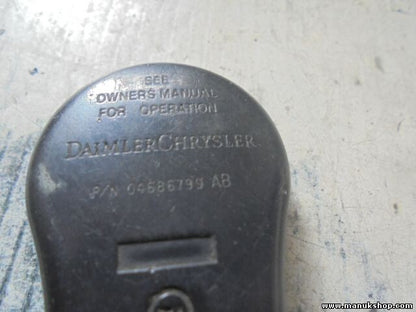 SEE
OWNERS MANUAL
FOR OPERATION
DAIMLERCHRYSLER
P/N 04686799 AB
www.manukshop.com